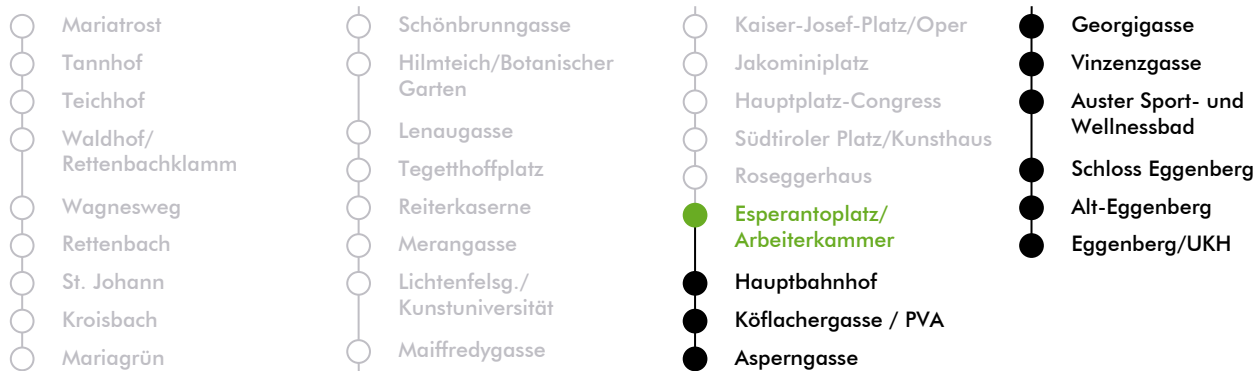 Mariatrost
Tannhof
Teichhof
Waldhof/
Rettenbachklamm
Wagnesweg
Rettenbach
St. Johann
Kroisbach
Mariagrün
Schönbrunngasse
Hilmteich/Botanischer
Garten
Lenaugasse
Tegetthoffplatz
Reiterkaserne
Merangasse
Lichtenfelsg./
Kunstuniversität
Maiffredygasse
Kaiser-Josef-Platz/Oper
Jakominiplatz
Hauptplatz-Congress
Südtiroler Platz/Kunsthaus
Roseggerhaus
Esperantoplatz/
Arbeiterkammer
Hauptbahnhof
Köflachergasse / PVA
Asperngasse
Georgigasse
Vinzenzgasse
Auster Sport- und
Wellnessbad
Schloss Eggenberg
Alt-Eggenberg
Eggenberg/UKH